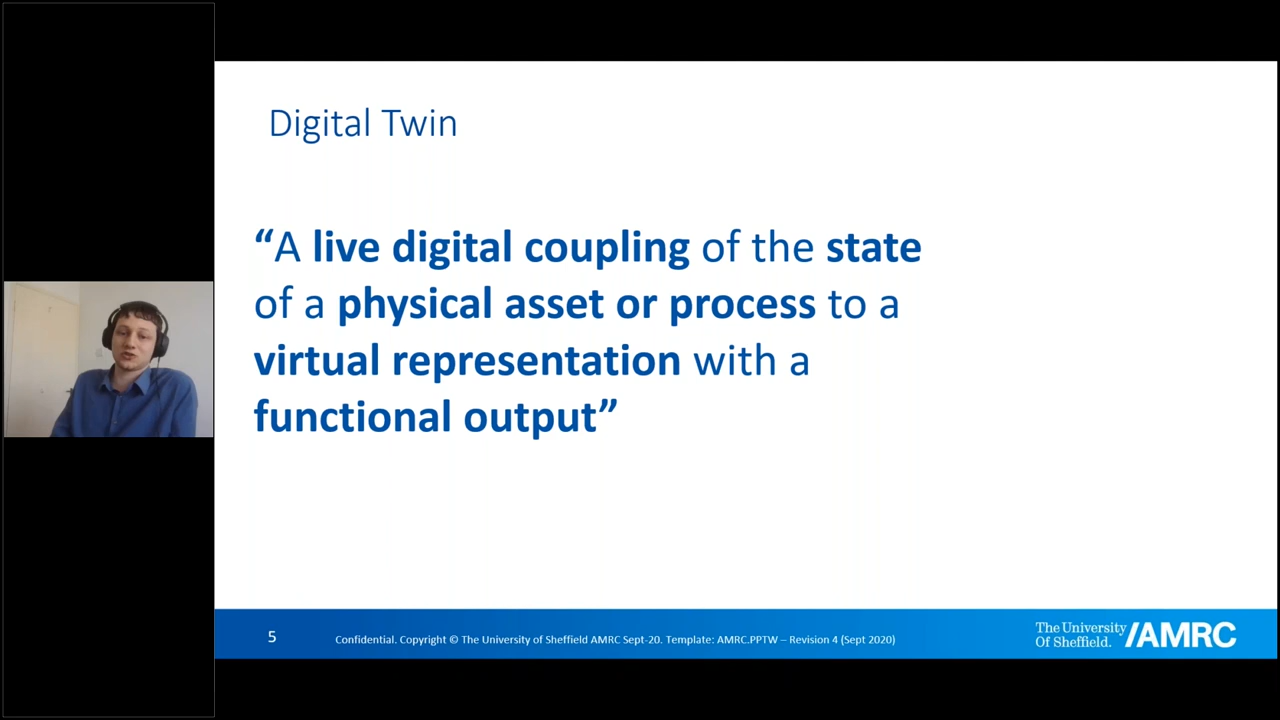 Digital Twin
“A live digital coupling of the state
of a physical asset or process to a
virtual representation with a
functional output”
5
Confidential. Copyright © The University of Sheffield AMRC Sept-20. Template: AMRC.PPTW – Revision 4 (Sept 2020)
The University
Of Sheffield.
/AMRC